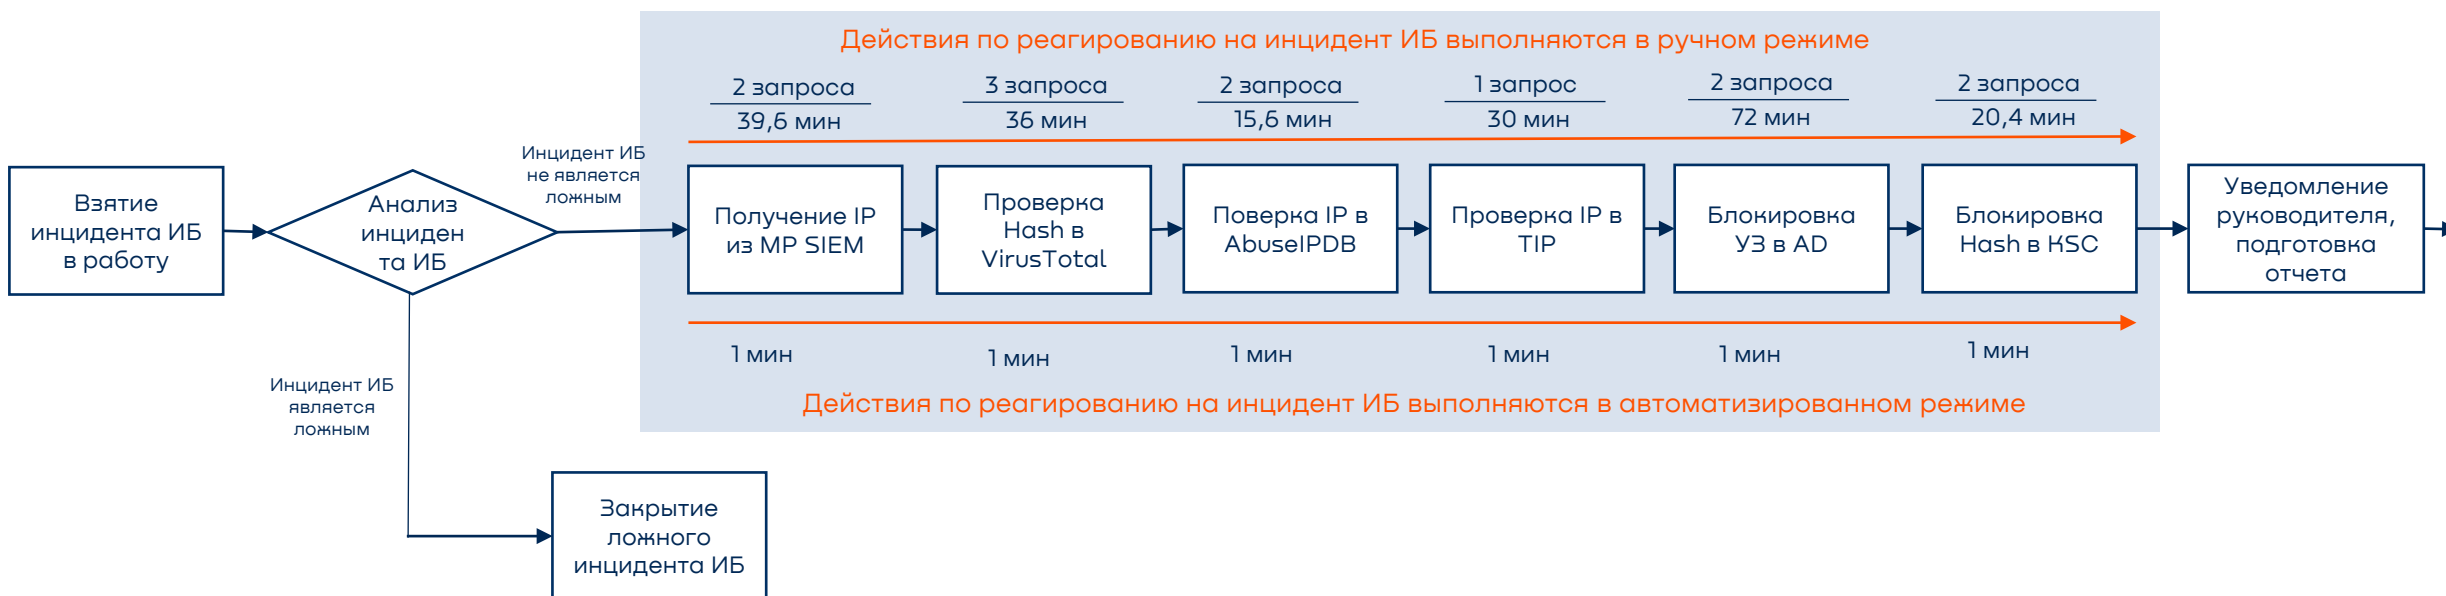 Действия по реагированию на инцидент ИБ выполняются в ручном режиме
2 запроса
39,6 мин
3 запроса
36 мин
2 запроса
15,6 мин
1 запрос
30 мин
2 запроса
72 мин
2 запроса
20,4 мин
Взятие
инцидента ИБ
в работу
Анализ
инциден
та ИБ
Инцидент ИБ
не является
ложным
Получение IP
из MP SIEM
Проверка
Hash в
VirusTotal
Поверка IP в
AbuseIPDB
Проверка IP в
TIP
Блокировка
УЗ в AD
Блокировка
Hash в KSC
Уведомление
руководителя,
подготовка
отчета
1 мин
1 мин
1 мин
1 мин
1 мин
1 мин
Действия по реагированию на инцидент ИБ выполняются в автоматизированном режиме
Инцидент ИБ
является
ложным
Закрытие
ложного
инцидента ИБ